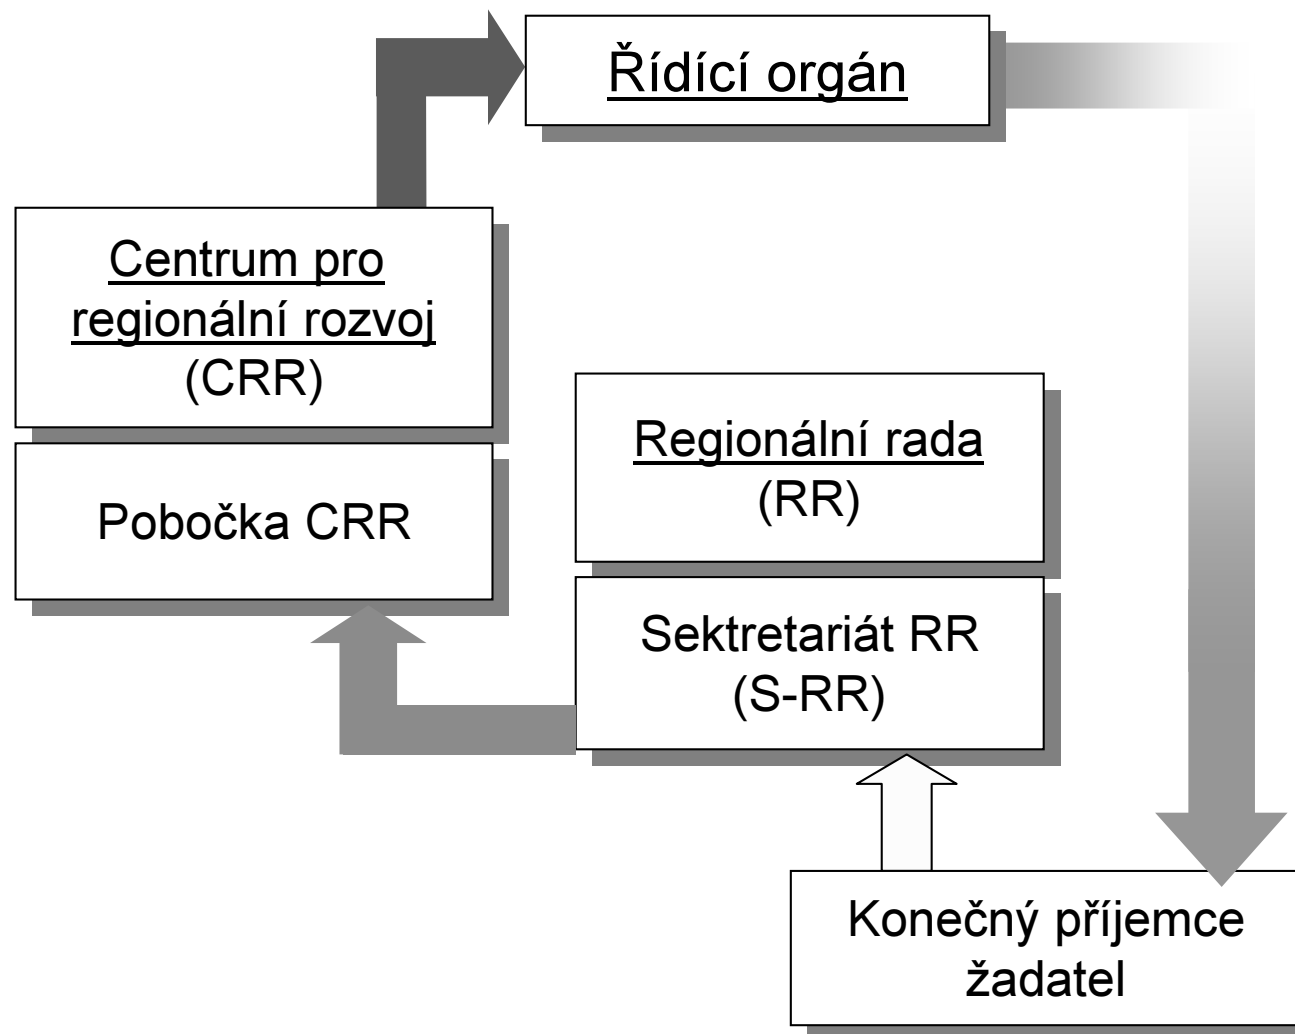 Řídící orgán
Centrum pro
regionální rozvoj
(CRR)
Pobočka CRR
Regionální rada
(RR)
Sektretariát RR
(S-RR)
Konečný příjemce
žadatel